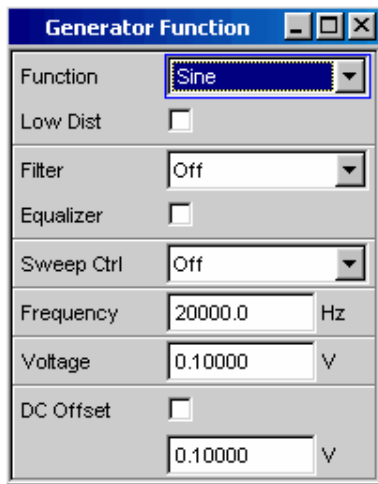 Generator Function
Function Sine
Low Dist
Filter Off
Equalizer
Sweep Ctrl Off
Frequency 20000.0 Hz
Voltage 0.10000 V
DC Offset
0.10000 V